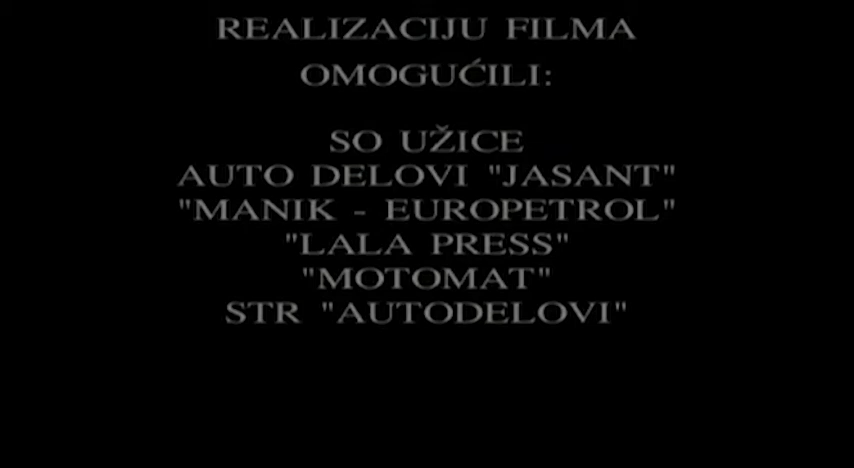 REALIZACIJU FILMA
OMOGUĆILI:
SO UŽICE
AUTO DELOVI "JASANT"
"MANIK - EUROPETROL"
"LALA PRESS"
"MOTOMAT"
STR "AUTODELOVI"